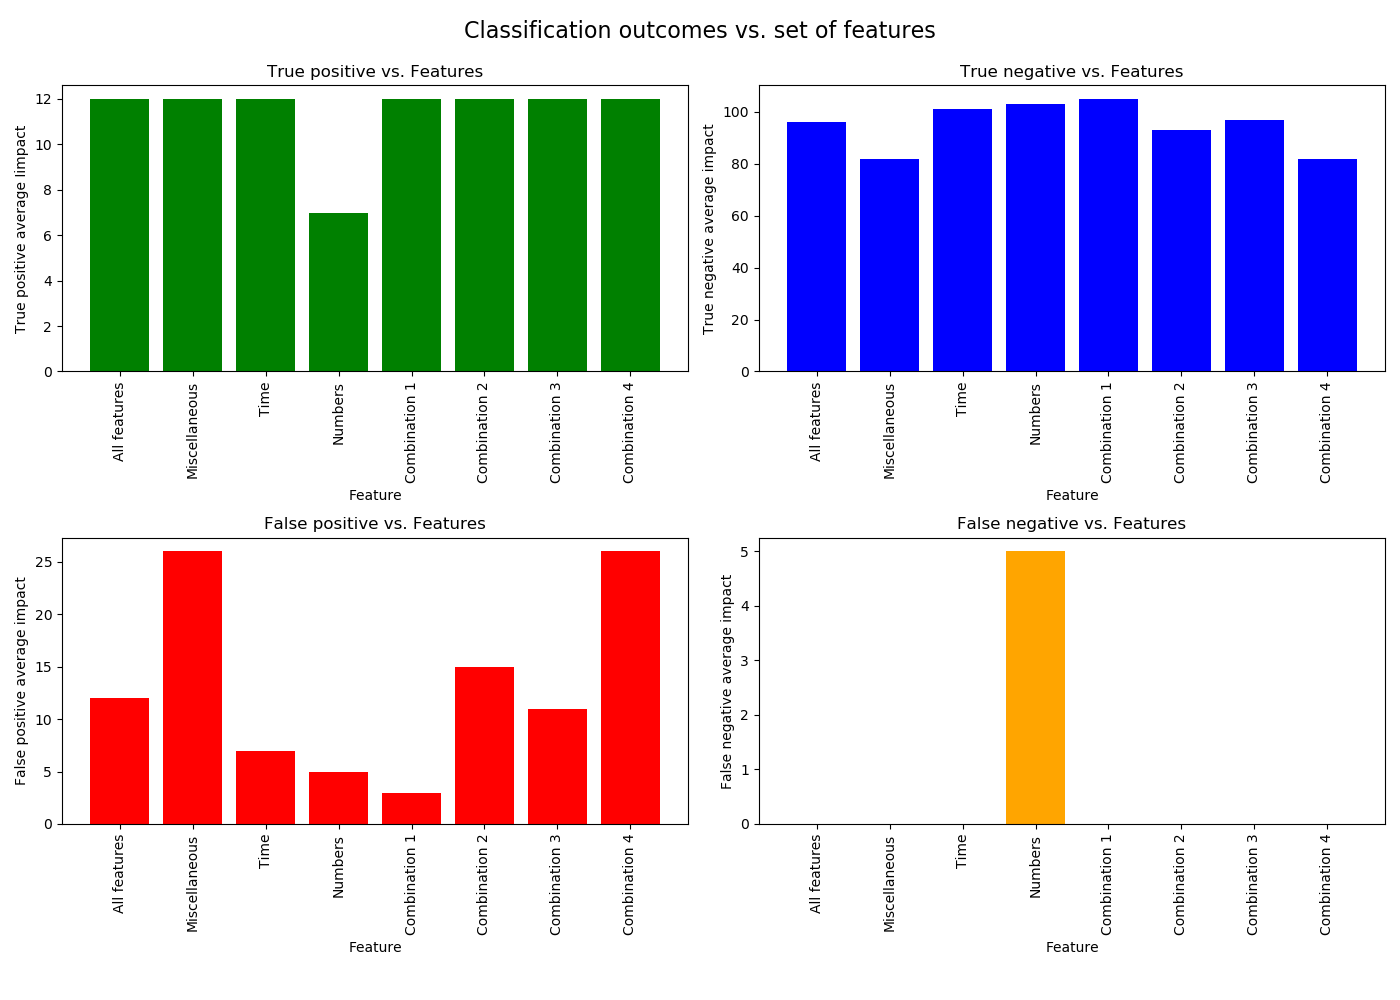 Classification outcomes vs. set of features
True positive vs. Features
True positive average limpact
12
10
8
6
4
2
0
All features
Miscellaneous
Time
Numbers
Combination 1
Combination 2
Combination 3
Combination 4
Feature
True negative vs. Features
True negative average impact
100
80
60
40
20
0
All features
Miscellaneous
Time
Numbers
Combination 1
Combination 2
Combination 3
Combination 4
Feature
False positive vs. Features
False positive average impact
25
20
15
10
5
0
All features
Miscellaneous
Time
Numbers
Combination 1
Combination 2
Combination 3
Combination 4
Feature
False negative vs. Features
False negative average impact
5
4
3
2
1
0
All features
Miscellaneous
Time
Numbers
Combination 1
Combination 2
Combination 3
Combination 4
Feature